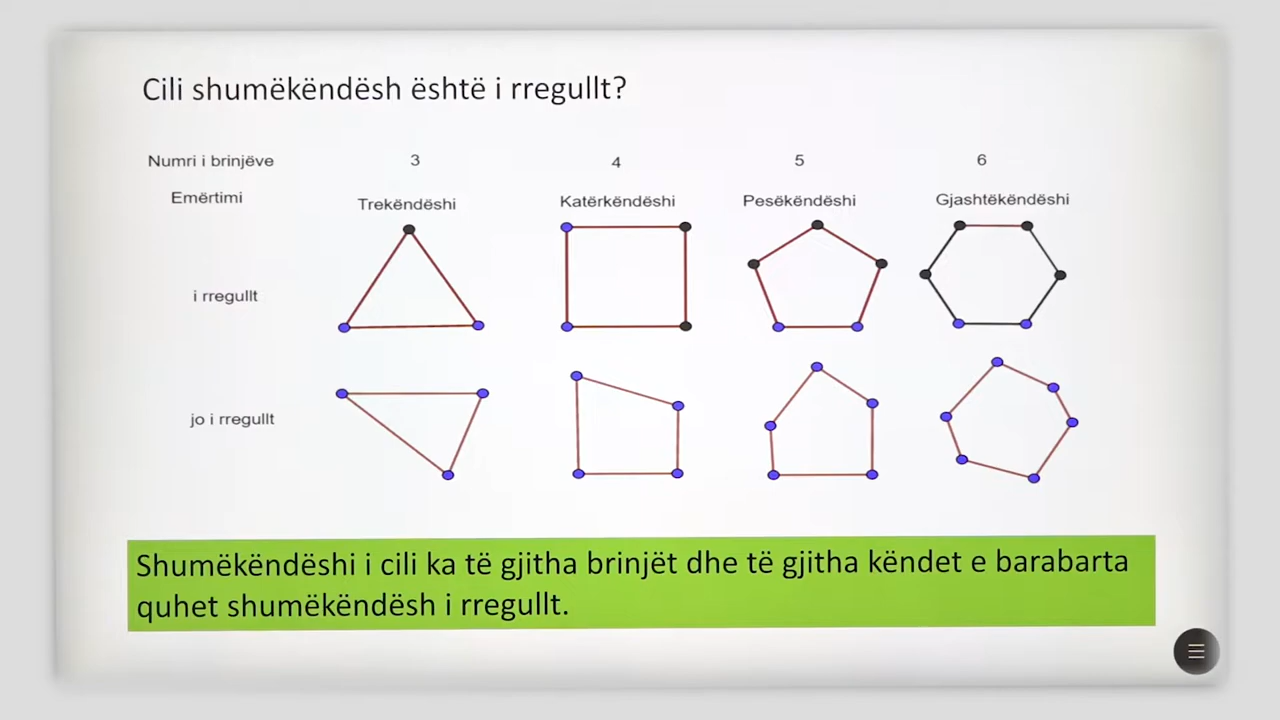 Cili shumëkëndësh është i rregullt?
Numri i brinjëve 3 4 5 6
Emërtimi Trekëndëshi Katërkëndëshi Pesëkëndëshi Gjashtëkëndëshi
i rregullt
jo i rregullt
Shumëkëndëshi i cili ka të gjitha brinjët dhe të gjitha këndet e barabarta
quhet shumëkëndësh i rregullt.